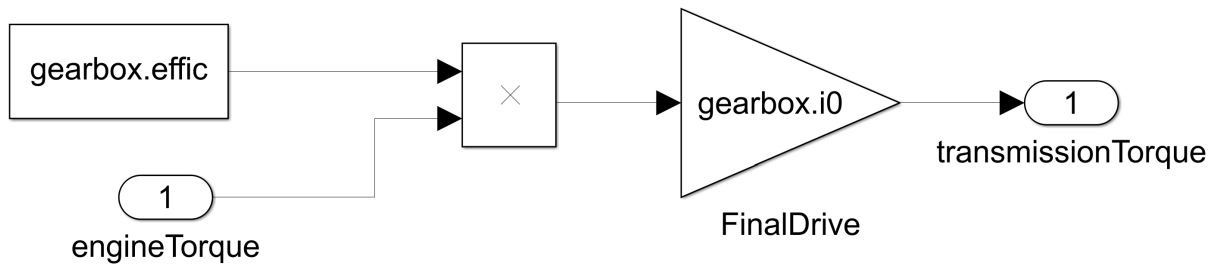 gearbox.effic
×
gearbox.i0
1
transmissionTorque
FinalDrive
1
engineTorque